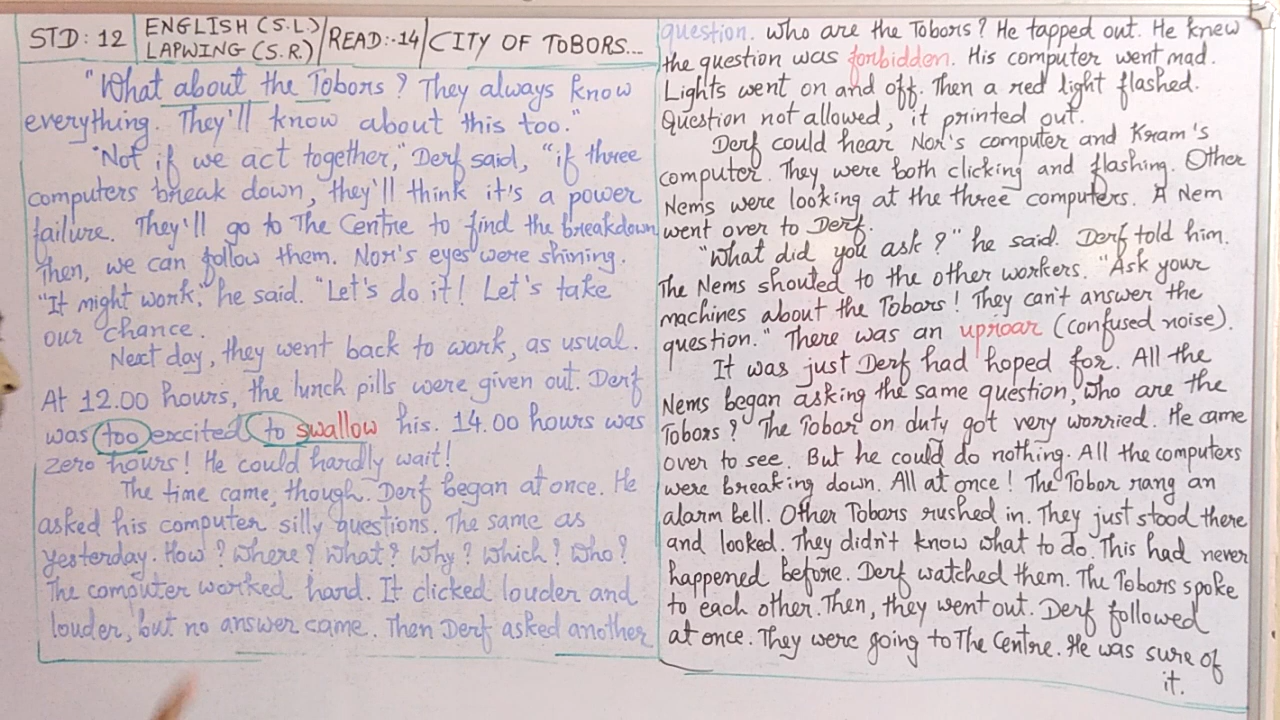 STD: 12
ENGLISH (S.L.)
LAPWING (S.R.)
READ:-14
CITY OF TOBORS...
"What about the Tobors? They always know
everything. They'll know about this too."
"Not if we act together," Derf said, "if three
computers break down, they'll think it's a power
failure. They'll go to The Centre to find the breakdown
Then, we can follow them. Nor's eyes were shining.
"It might work," he said. "Let's do it! Let's take
our chance.
Next day, they went back to work, as usual.
At 12.00 hours, the lunch pills were given out. Derf
was too excited to swallow his. 14.00 hours was
zero hours! He could hardly wait!
The time came, though. Derf began at once. He
asked his computer silly questions. The same as
yesterday. How? Where? What? Why? Which? Who?
The computer worked hard. It clicked louder and
louder, but no answer came. Then Derf asked another
question. Who are the Tobors? He tapped out. He knew
the question was forbidden. His computer went mad.
Lights went on and off. Then a red light flashed.
Question not allowed, it printed out.
Derf could hear Nor's computer and Kram's
computer. They were both clicking and flashing. Other
Nems were looking at the three computers. A Nem
went over to Derf.
"What did you ask?" he said. Derf told him.
The Nems shouted to the other workers. "Ask your
machines about the Tobors! They can't answer the
question." There was an uproar (confused noise).
It was just Derf had hoped for. All the
Nems began asking the same question, Who are the
Tobors? The Tobor on duty got very worried. He came
over to see. But he could do nothing. All the computers
were breaking down. All at once! The Tobor rang an
alarm bell. Other Tobors rushed in. They just stood there
and looked. They didn't know what to do. This had never
happened before. Derf watched them. The Tobors spoke
to each other. Then, they went out. Derf followed
at once. They were going to The Centre. He was sure of
it.